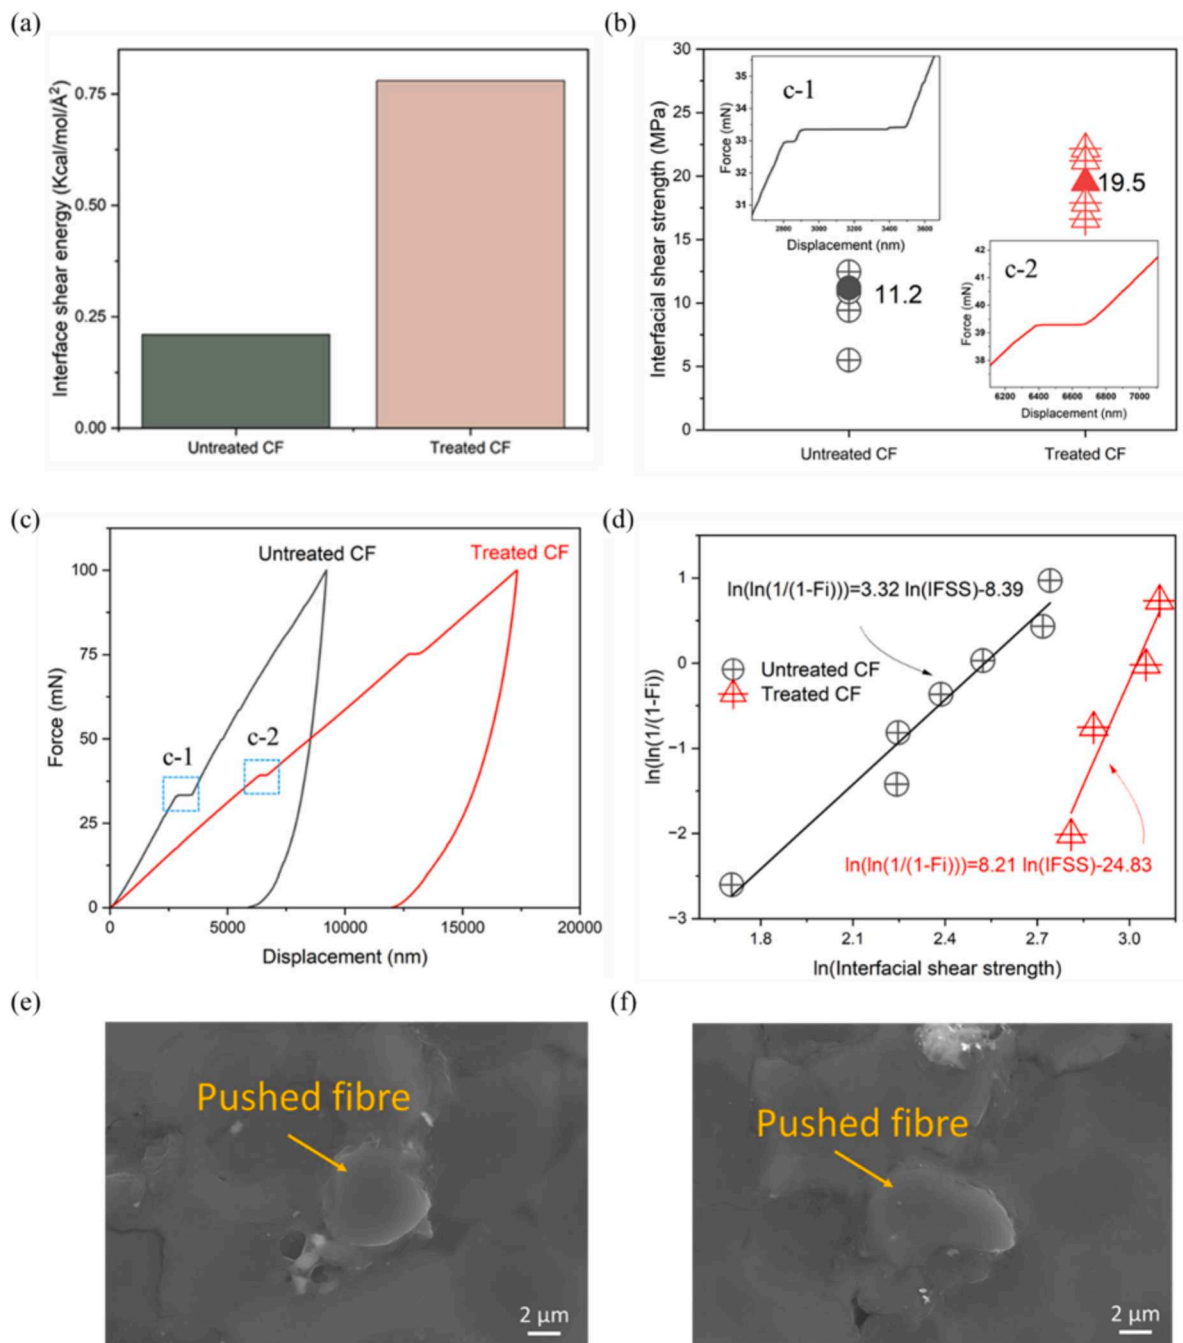 (a)
Interface shear energy (Kcal/mol/Å²)
0.75
0.50
0.25
0.00
Untreated CF
Treated CF
(b)
Interfacial shear strength (MPa)
30
25
20
15
10
5
0
Untreated CF
Treated CF
11.2
19.5
c-1
Force (mN)
35
34
33
32
31
2800 3000 3200 3400 3600
Displacement (nm)
c-2
Force (mN)
42
41
40
39
38
6200 6400 6600 6800 7000
Displacement (nm)
(c)
Force (mN)
100
75
50
25
0
0 5000 10000 15000 20000
Displacement (nm)
Untreated CF
Treated CF
c-1
c-2
(d)
ln(ln(1/(1-Fi))
1
0
−1
−2
−3
1.8 2.1 2.4 2.7 3.0
ln(Interfacial shear strength)
ln(ln(1/(1-Fi)))=3.32 ln(IFSS)-8.39
Untreated CF
Treated CF
ln(ln(1/(1-Fi)))=8.21 ln(IFSS)-24.83
(e)
Pushed fibre
2 μm
(f)
Pushed fibre
2 μm